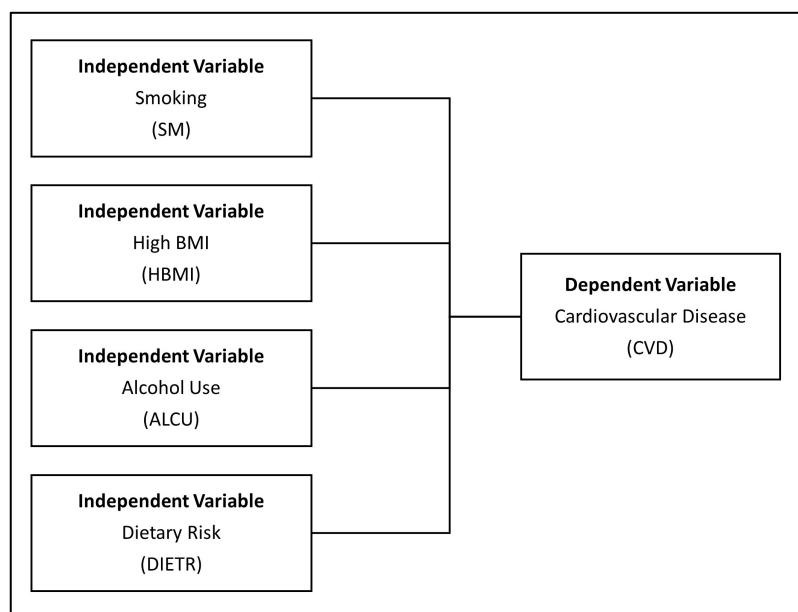 Independent Variable
Smoking
(SM)
Independent Variable
High BMI
(HBMI)
Independent Variable
Alcohol Use
(ALCU)
Independent Variable
Dietary Risk
(DIETR)
Dependent Variable
Cardiovascular Disease
(CVD)